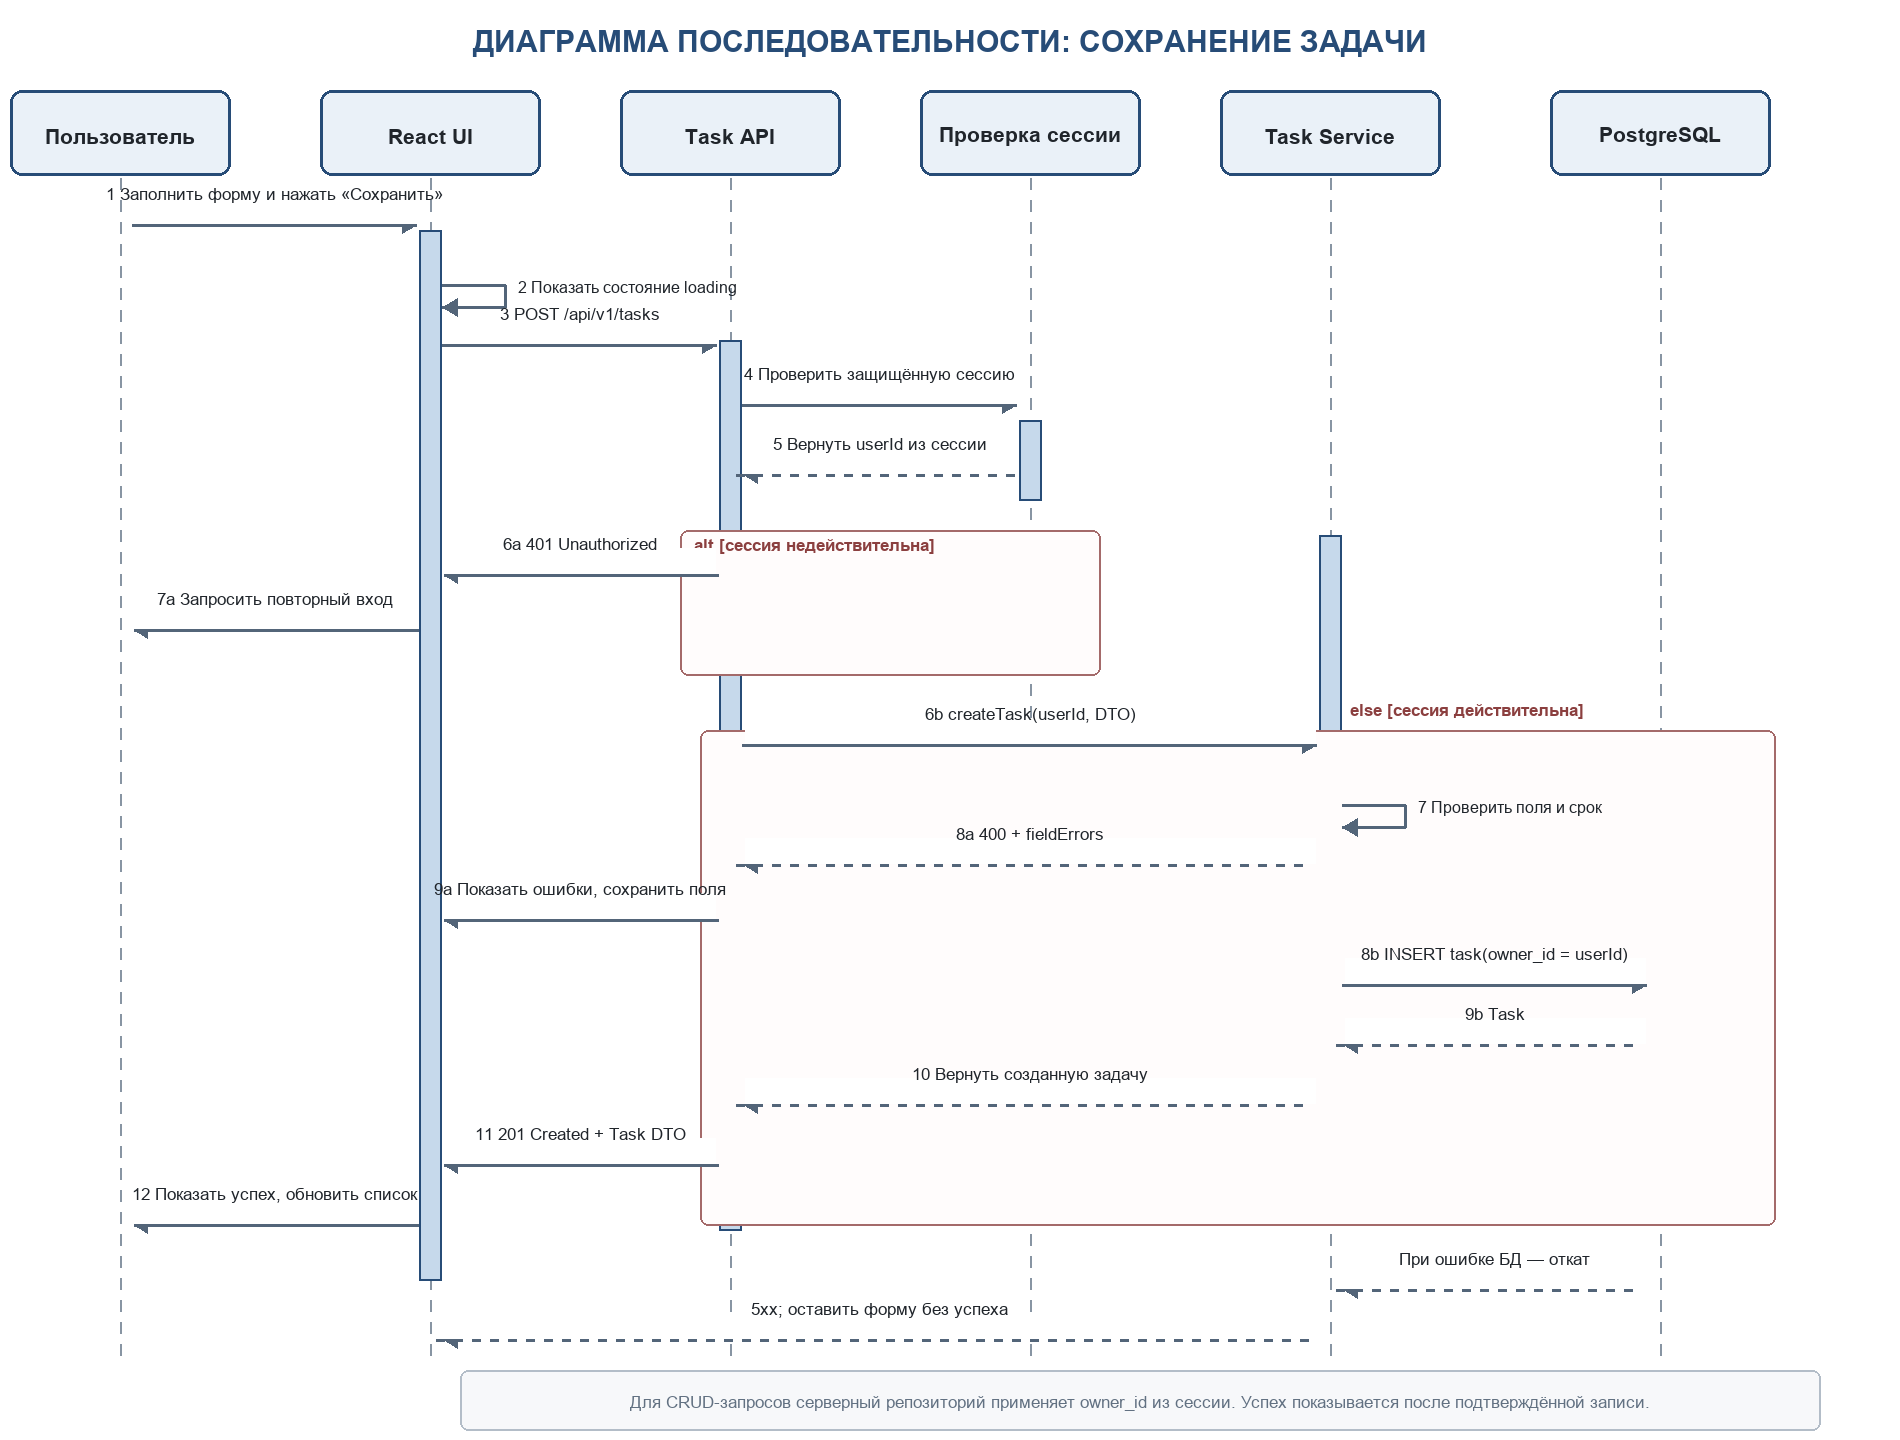 ДИАГРАММА ПОСЛЕДОВАТЕЛЬНОСТИ: СОХРАНЕНИЕ ЗАДАЧИ
Пользователь
React UI
Task API
Проверка сессии
Task Service
PostgreSQL
1 Заполнить форму и нажать «Сохранить»
2 Показать состояние loading
3 POST /api/v1/tasks
4 Проверить защищённую сессию
5 Вернуть userId из сессии
6a 401 Unauthorized
alt [сессия недействительна]
7a Запросить повторный вход
6b createTask(userId, DTO)
else [сессия действительна]
7 Проверить поля и срок
8a 400 + fieldErrors
9a Показать ошибки, сохранить поля
8b INSERT task(owner_id = userId)
9b Task
10 Вернуть созданную задачу
11 201 Created + Task DTO
12 Показать успех, обновить список
При ошибке БД — откат
5xx; оставить форму без успеха
Для CRUD-запросов серверный репозиторий применяет owner_id из сессии. Успех показывается после подтверждённой записи.